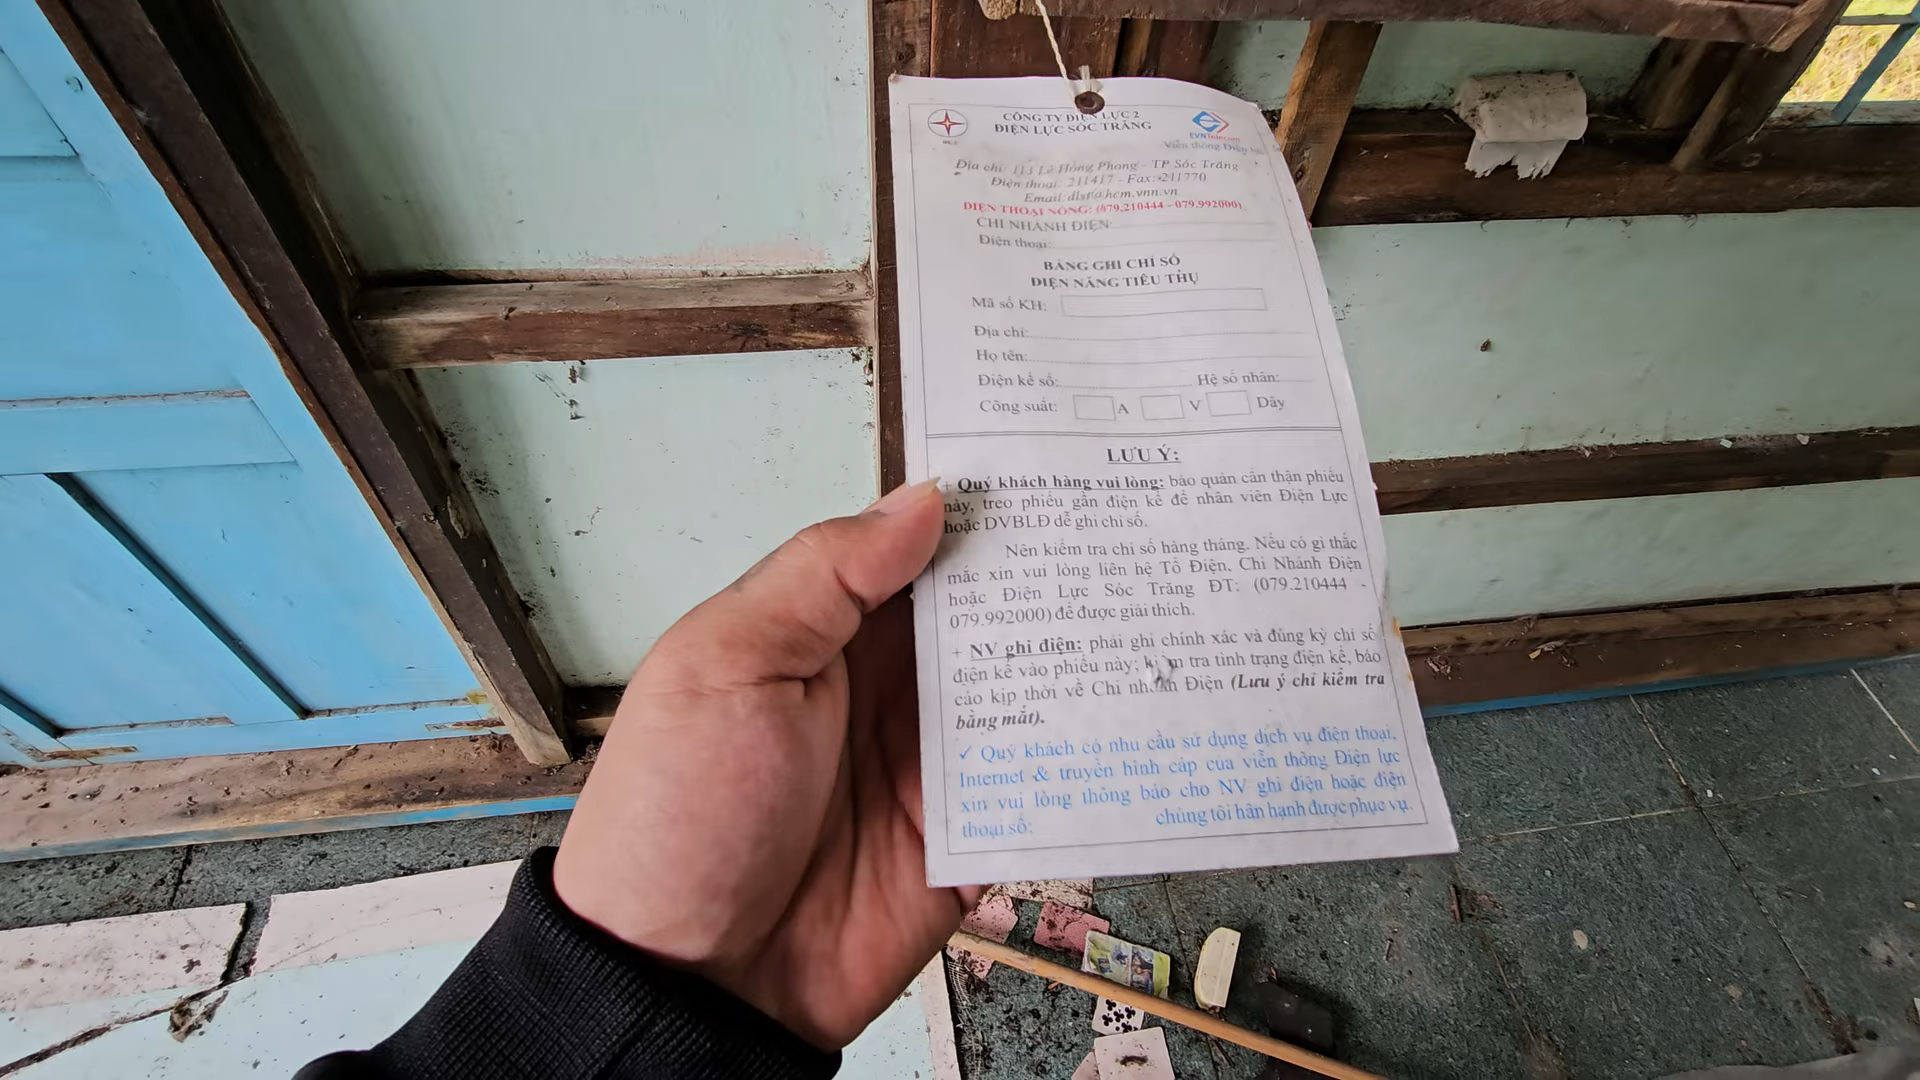 CÔNG TY ĐIỆN LỰC 2
ĐIỆN LỰC SÓC TRĂNG
EVNTelecom
Viễn thông Điện lực
Địa chỉ: 113 Lê Hồng Phong - TP Sóc Trăng
Điện thoại: 211417 - Fax: 211770
Email: dlst@hcm.vnn.vn
ĐIỆN THOẠI NÓNG: (079.210444 - 079.992000)
CHI NHÁNH ĐIỆN:
Điện thoại:
BẢNG GHI CHỈ SỐ
ĐIỆN NĂNG TIÊU THỤ
Mã số KH:
Địa chỉ:
Họ tên:
Điện kế số: Hệ số nhân:
Công suất: A V Dây
LƯU Ý:
+ Quý khách hàng vui lòng: bảo quản cẩn thận phiếu
này, treo phiếu gần điện kế để nhân viên Điện Lực
hoặc DVBLĐ dễ ghi chỉ số.
Nên kiểm tra chỉ số hàng tháng. Nếu có gì thắc
mắc xin vui lòng liên hệ Tổ Điện, Chi Nhánh Điện
hoặc Điện Lực Sóc Trăng ĐT: (079.210444 -
079.992000) để được giải thích.
+ NV ghi điện: phải ghi chính xác và đúng kỳ chỉ số
điện kế vào phiếu này; kiểm tra tình trạng điện kế, báo
cáo kịp thời về Chi nhánh Điện (Lưu ý chỉ kiểm tra
bằng mắt).
✓ Quý khách có nhu cầu sử dụng dịch vụ điện thoại,
Internet & truyền hình cáp của viễn thông Điện lực
xin vui lòng thông báo cho NV ghi điện hoặc điện
thoại số: chúng tôi hân hạnh được phục vụ.